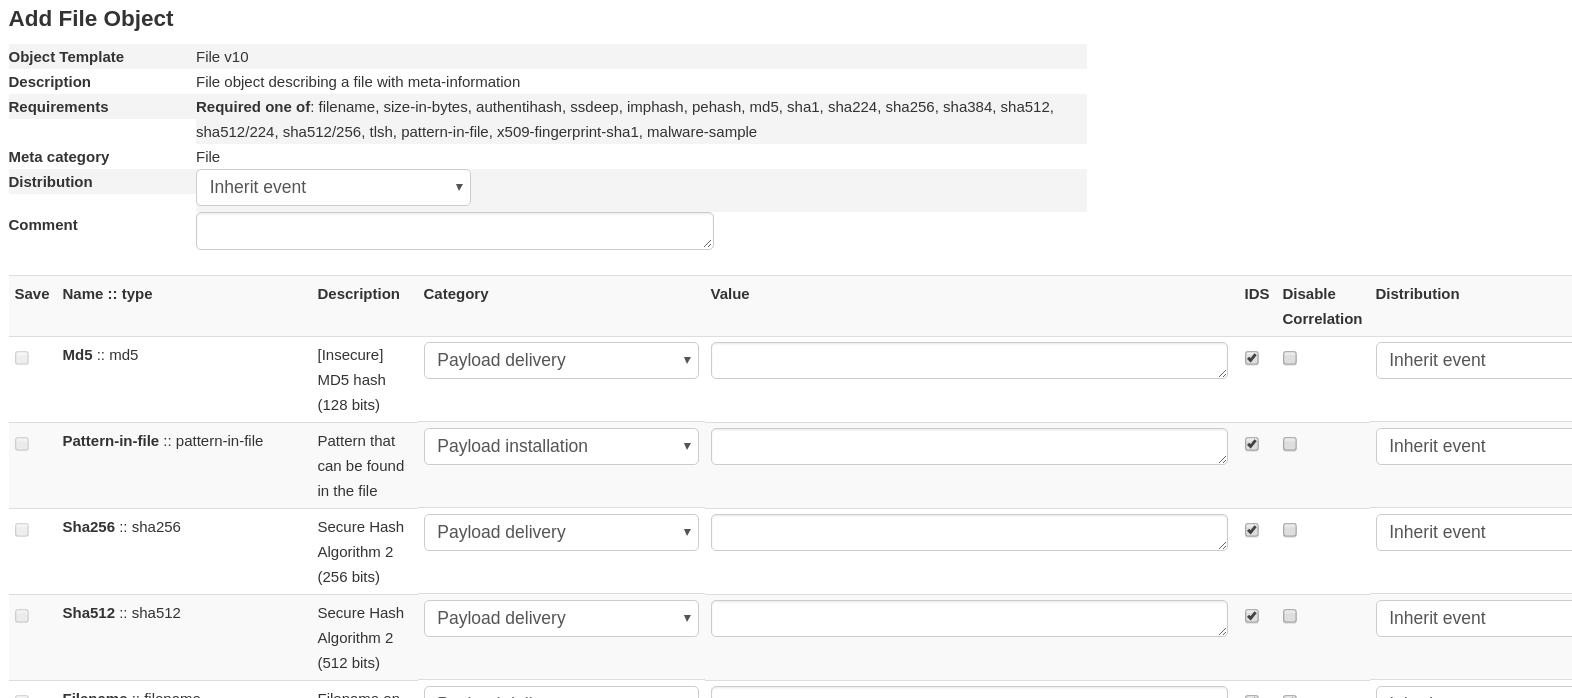 Add File Object
Object Template File v10
Description File object describing a file with meta-information
Requirements Required one of: filename, size-in-bytes, authentihash, ssdeep, imphash, pehash, md5, sha1, sha224, sha256, sha384, sha512,
sha512/224, sha512/256, tlsh, pattern-in-file, x509-fingerprint-sha1, malware-sample
Meta category File
Distribution Inherit event
Comment
Save Name :: type Description Category Value IDS Disable Distribution
Correlation
Md5 :: md5 [Insecure] Payload delivery Inherit event
MD5 hash
(128 bits)
Pattern-in-file :: pattern-in-file Pattern that Payload installation Inherit event
can be found
in the file
Sha256 :: sha256 Secure Hash Payload delivery Inherit event
Algorithm 2
(256 bits)
Sha512 :: sha512 Secure Hash Payload delivery Inherit event
Algorithm 2
(512 bits)
Filename :: filename Filename on